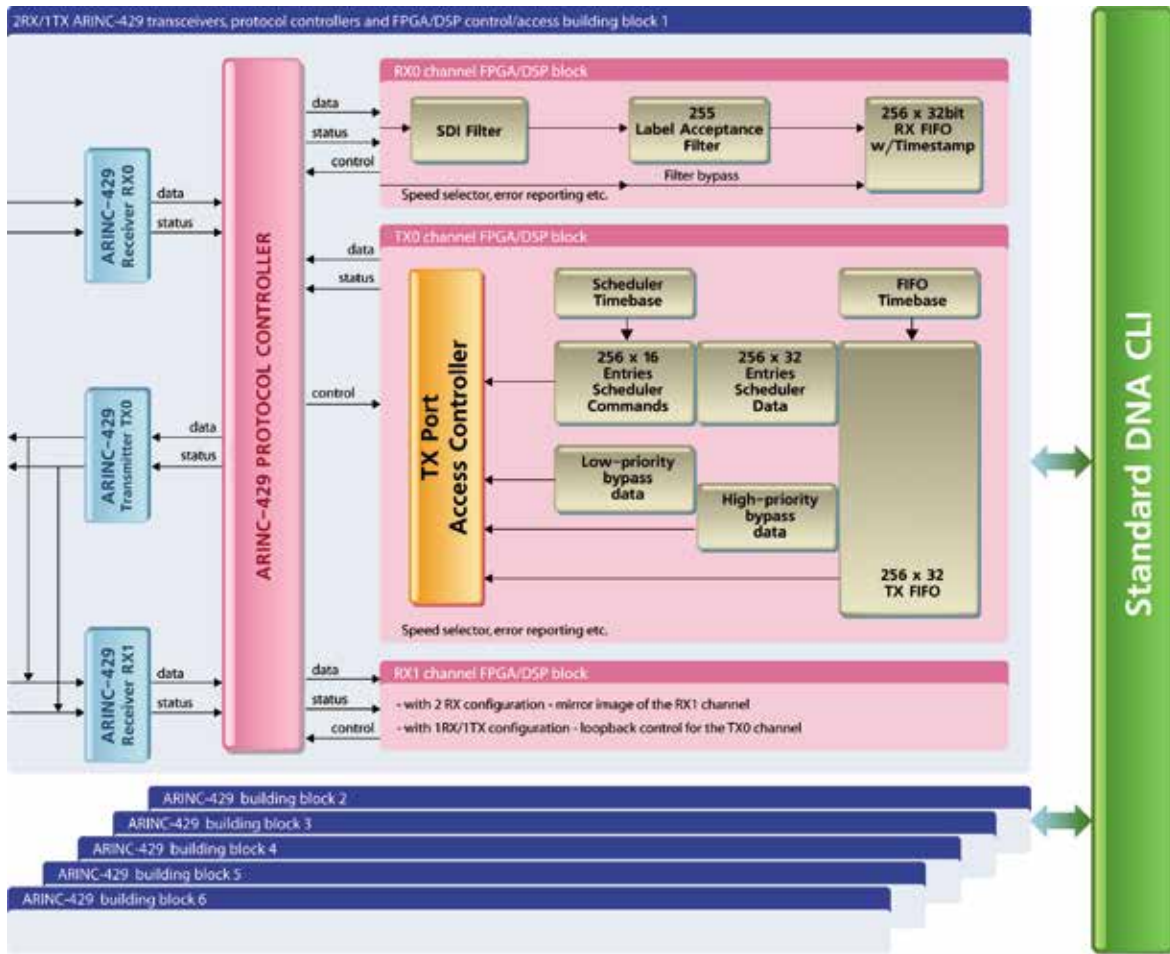 2RX/1TX ARINC-429 transceivers, protocol controllers and FPGA/DSP control/access building block 1
RX0 channel FPGA/DSP block
data
status
control
SDI Filter
255
Label Acceptance
Filter
256 x 32bit
RX FIFO
w/Timestamp
Filter bypass
Speed selector, error reporting etc.
ARINC-429
Receiver RX0
data
status
ARINC-429 PROTOCOL CONTROLLER
TX0 channel FPGA/DSP block
data
status
control
TX Port
Access Controller
Scheduler
Timebase
FIFO
Timebase
256 x 16
Entries
Scheduler
Commands
256 x 32
Entries
Scheduler
Data
Low-priority
bypass
data
High-priority
bypass
data
256 x 32
TX FIFO
Speed selector, error reporting etc.
ARINC-429
Transmitter TX0
data
status
ARINC-429
Receiver RX1
data
status
data
status
control
RX1 channel FPGA/DSP block
- with 2 RX configuration - mirror image of the RX1 channel
- with 1RX/1TX configuration - loopback control for the TX0 channel
Standard DNA CLI
ARINC-429 building block 2
ARINC-429 building block 3
ARINC-429 building block 4
ARINC-429 building block 5
ARINC-429 building block 6